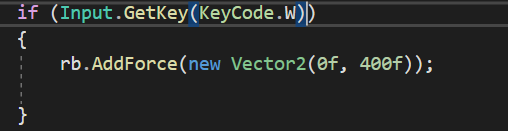 if (Input.GetKey(KeyCode.W))
{
rb.AddForce(new Vector2(0f, 400f));
}